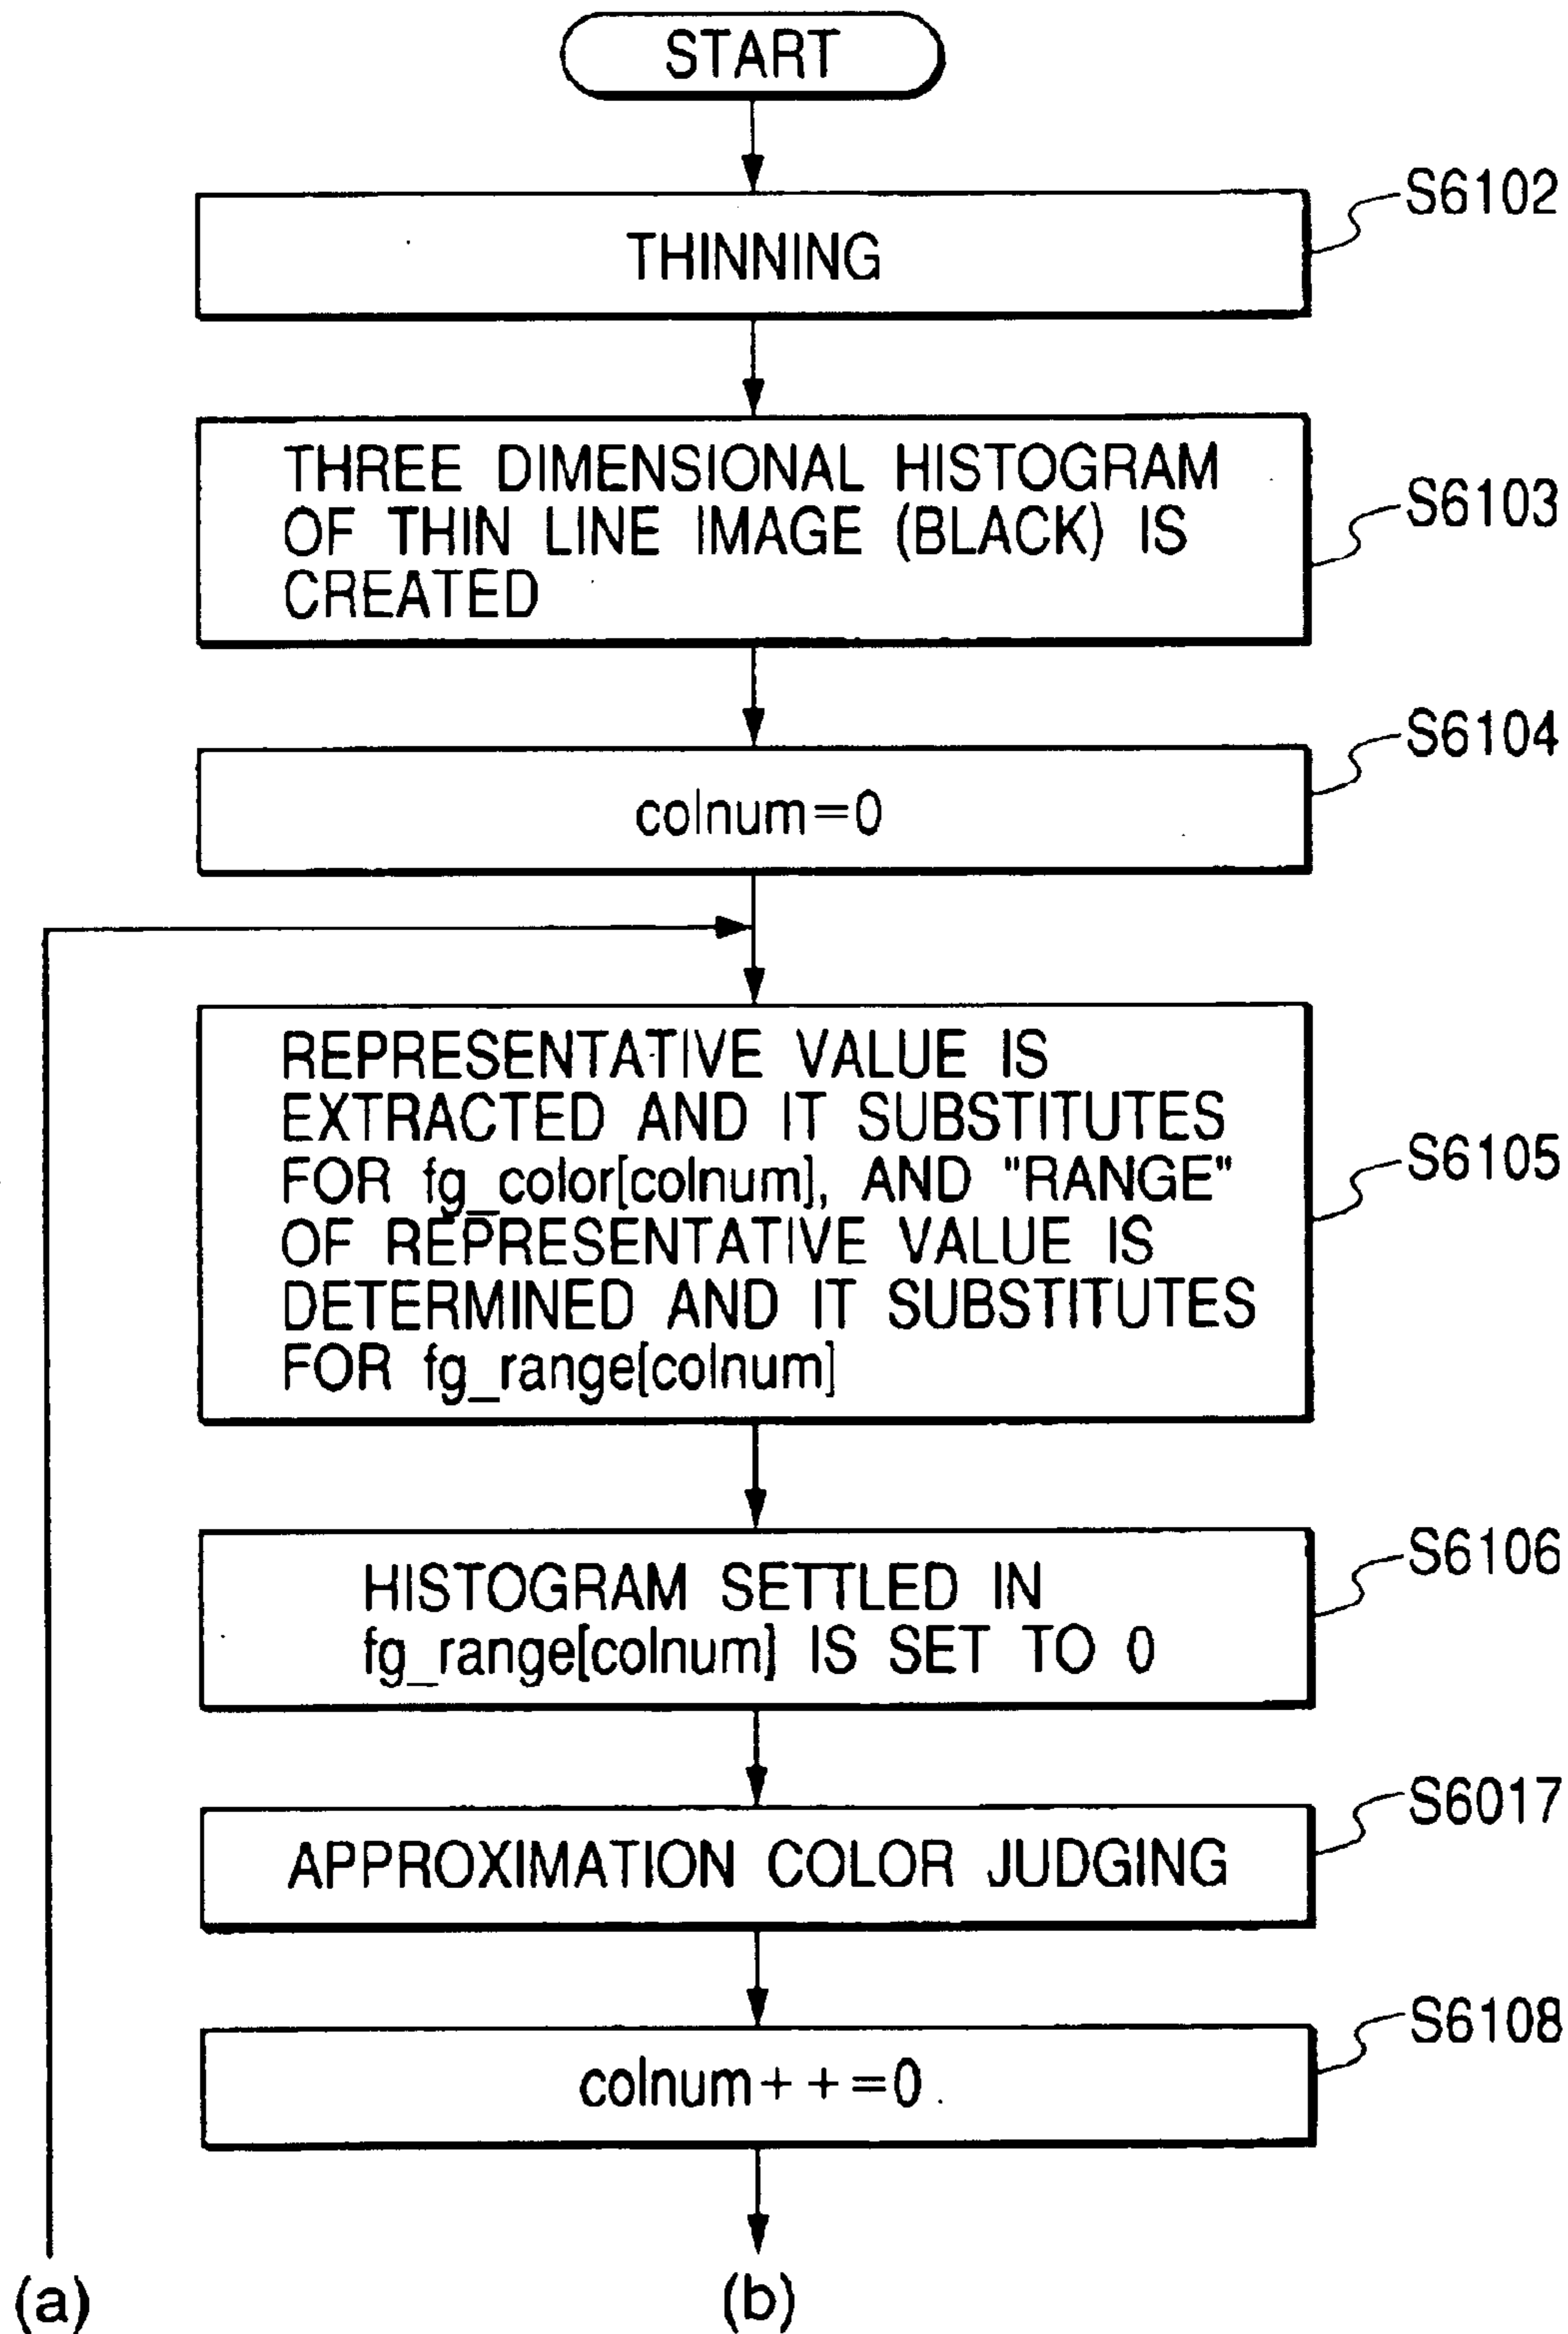 START
S6102
THINNING
THREE DIMENSIONAL HISTOGRAM
OF THIN LINE IMAGE (BLACK) IS
CREATED
S6103
S6104
colnum=0
REPRESENTATIVE VALUE IS
EXTRACTED AND IT SUBSTITUTES
FOR fg_color[colnum], AND "RANGE"
OF REPRESENTATIVE VALUE IS
DETERMINED AND IT SUBSTITUTES
FOR fg_range[colnum]
S6105
S6106
HISTOGRAM SETTLED IN
fg_range[colnum] IS SET TO 0
S6017
APPROXIMATION COLOR JUDGING
S6108
colnum++=0
(a)
(b)